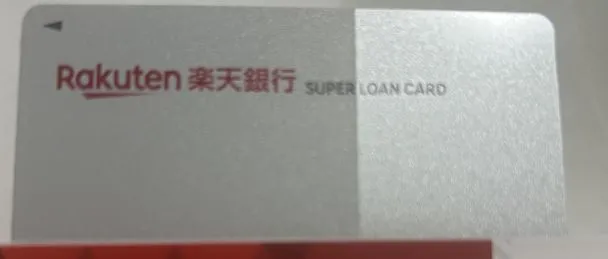 Rakuten 楽天銀行 SUPER LOAN CARD